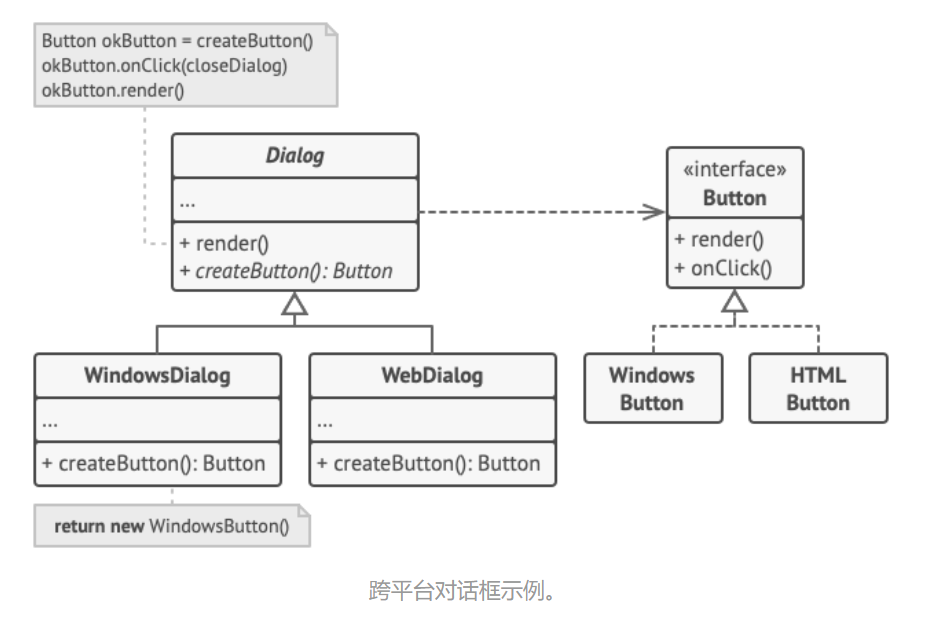 Button okButton = createButton()
okButton.onClick(closeDialog)
okButton.render()
Dialog
...
+ render()
+ createButton(): Button
«interface»
Button
+ render()
+ onClick()
WindowsDialog
...
+ createButton(): Button
WebDialog
...
+ createButton(): Button
Windows
Button
HTML
Button
return new WindowsButton()
跨平台对话框示例。